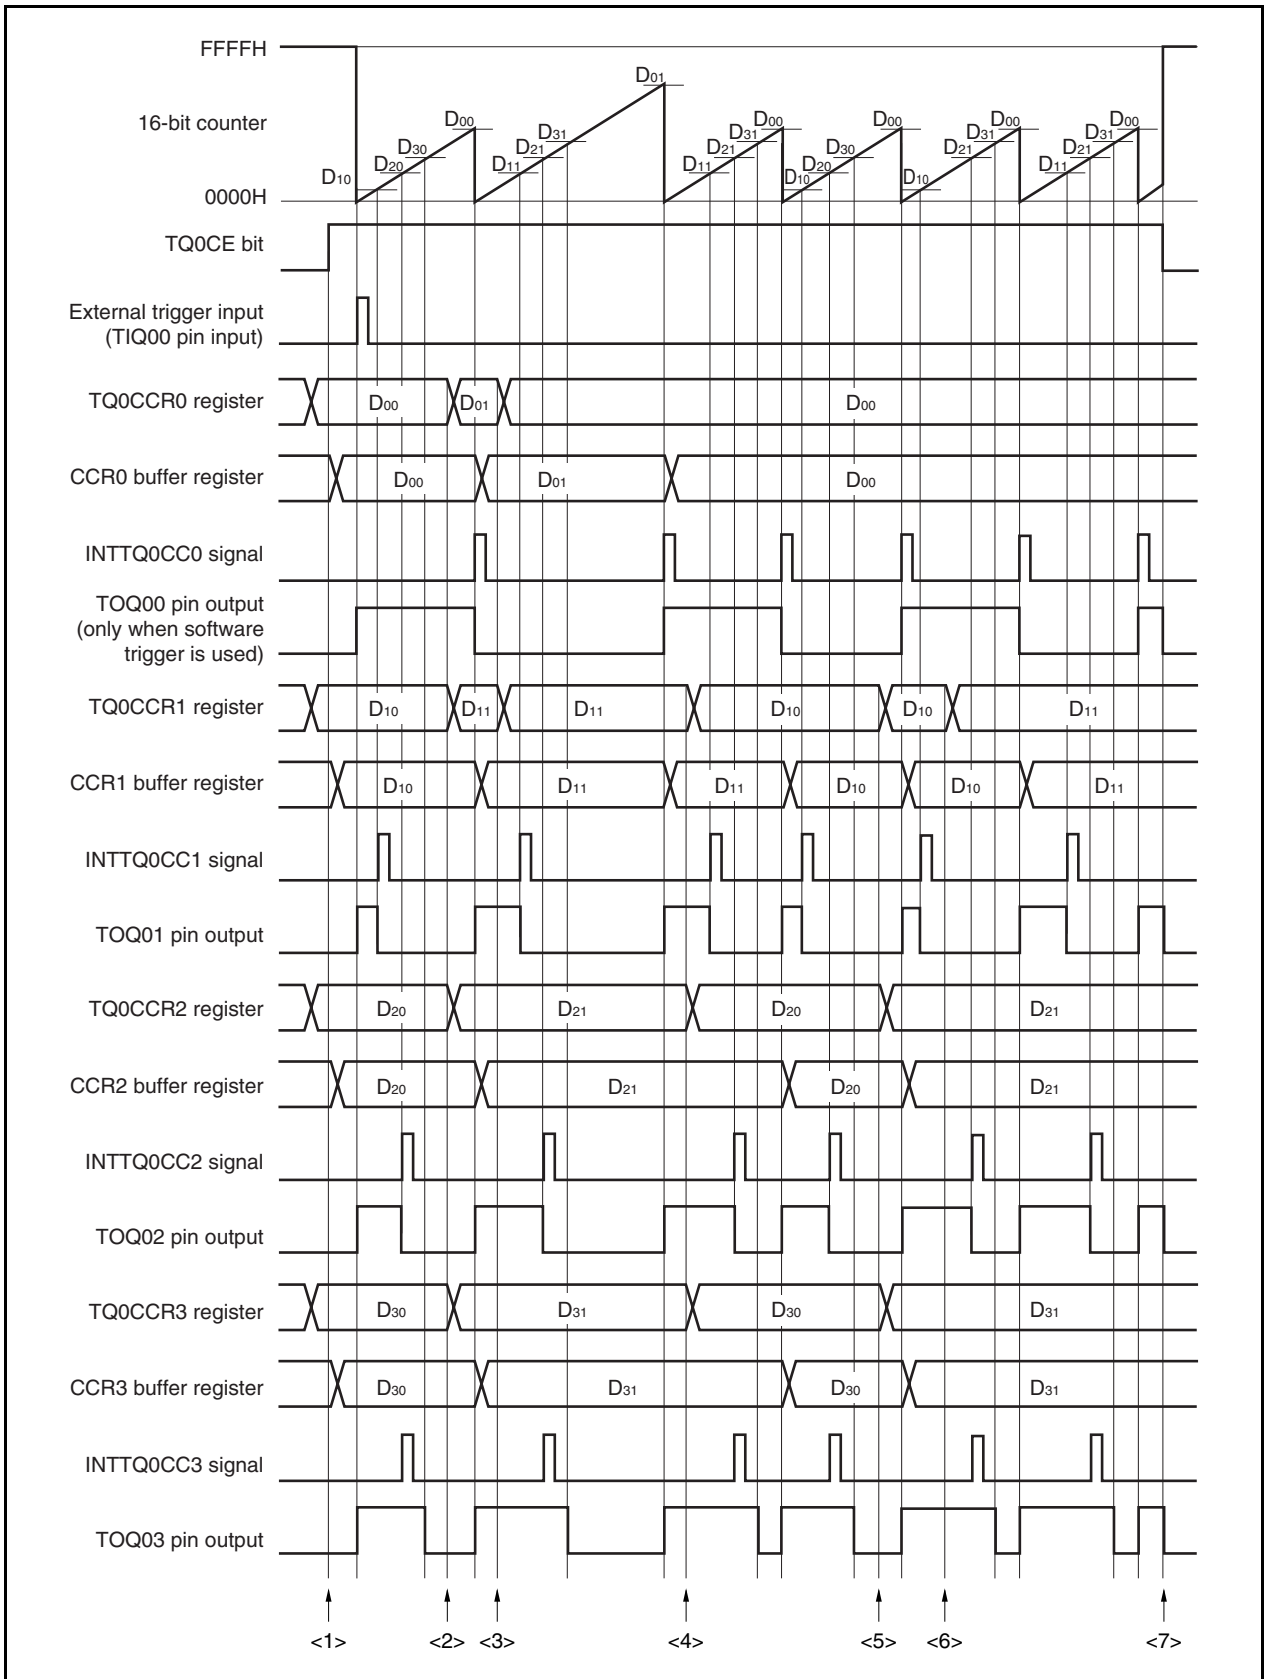 FFFFH
D01
16-bit counter
D00 D00 D00 D00 D00
D30 D31 D31 D30 D31 D31
D20 D21 D21 D20 D21 D21
D10 D11 D11 D10 D10 D11
0000H
TQ0CE bit
External trigger input
(TIQ00 pin input)
TQ0CCR0 register D00 D01 D00
CCR0 buffer register D00 D01 D00
INTTQ0CC0 signal
TOQ00 pin output
(only when software
trigger is used)
TQ0CCR1 register D10 D11 D11 D10 D10 D11
CCR1 buffer register D10 D11 D11 D10 D10 D11
INTTQ0CC1 signal
TOQ01 pin output
TQ0CCR2 register D20 D21 D20 D21
CCR2 buffer register D20 D21 D20 D21
INTTQ0CC2 signal
TOQ02 pin output
TQ0CCR3 register D30 D31 D30 D31
CCR3 buffer register D30 D31 D30 D31
INTTQ0CC3 signal
TOQ03 pin output
<1> <2> <3> <4> <5> <6> <7>